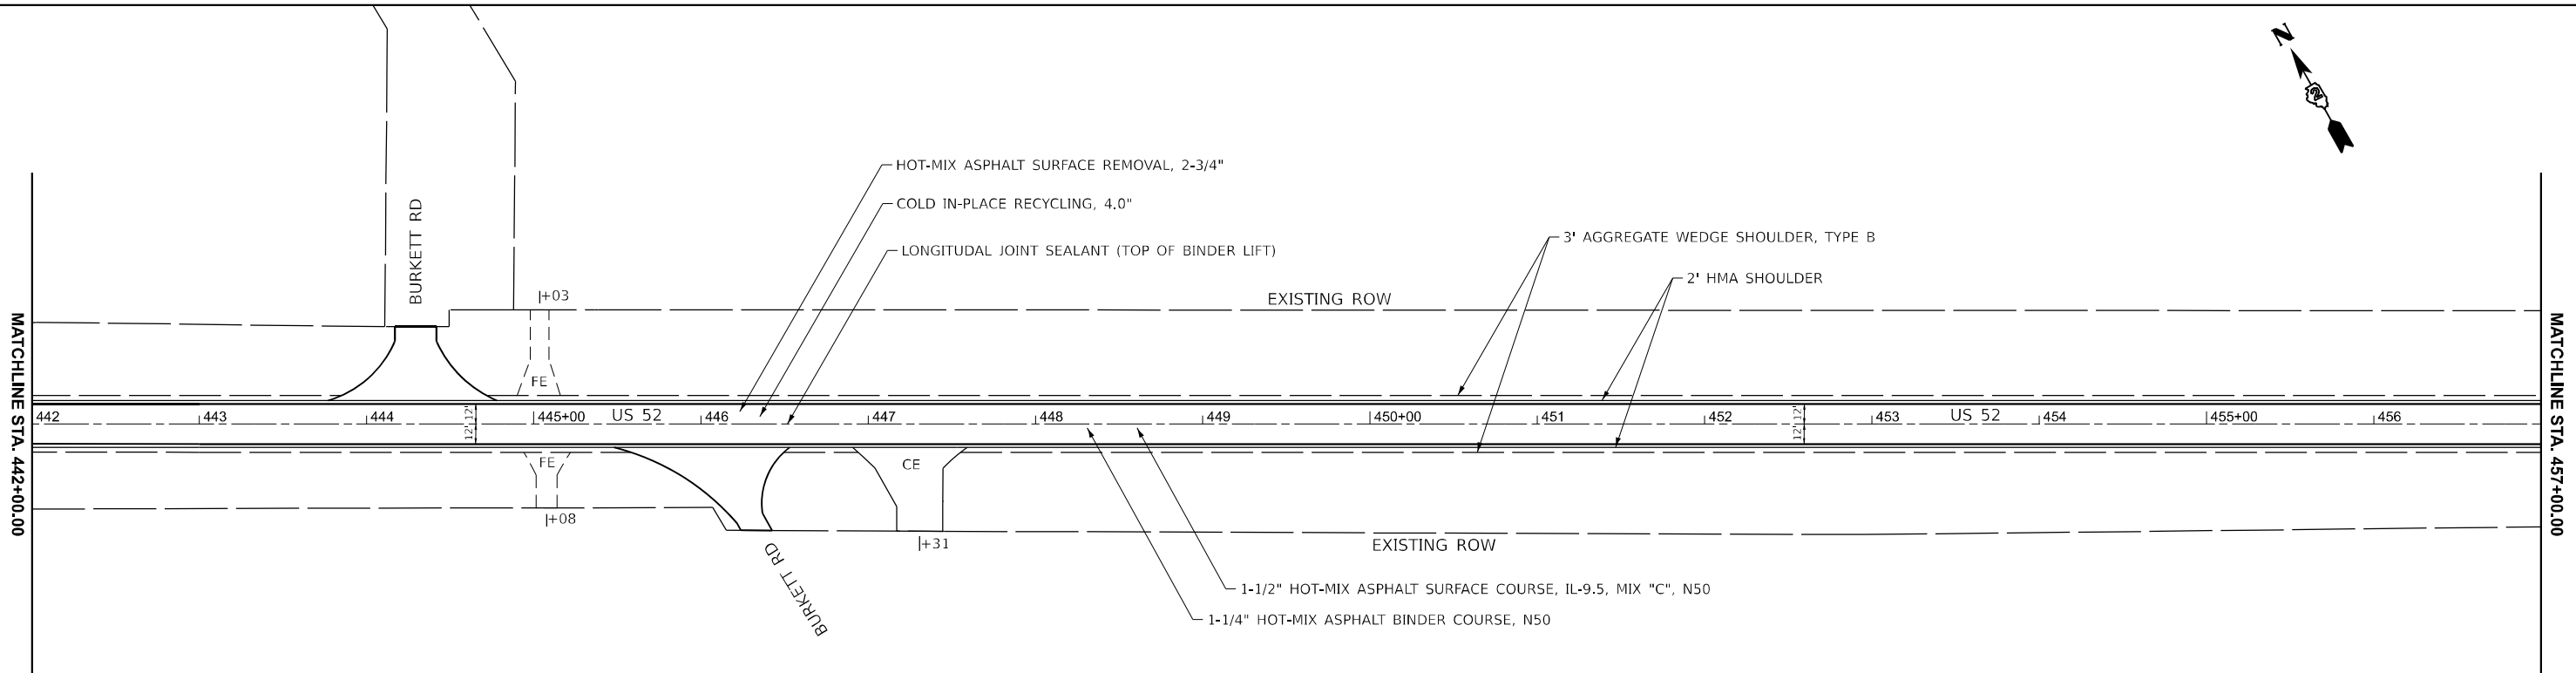 N
2
HOT-MIX ASPHALT SURFACE REMOVAL, 2-3/4"
COLD IN-PLACE RECYCLING, 4.0"
LONGITUDAL JOINT SEALANT (TOP OF BINDER LIFT)
3' AGGREGATE WEDGE SHOULDER, TYPE B
2' HMA SHOULDER
BURKETT RD
+03
EXISTING ROW
MATCHLINE STA. 442+00.00
MATCHLINE STA. 457+00.00
FE
442
443
444
12'
12'
445+00
US 52
446
447
448
449
450+00
451
452
12'
12'
453
US 52
454
455+00
456
FE
CE
+08
+31
EXISTING ROW
BURKETT RD
1-1/2" HOT-MIX ASPHALT SURFACE COURSE, IL-9.5, MIX "C", N50
1-1/4" HOT-MIX ASPHALT BINDER COURSE, N50